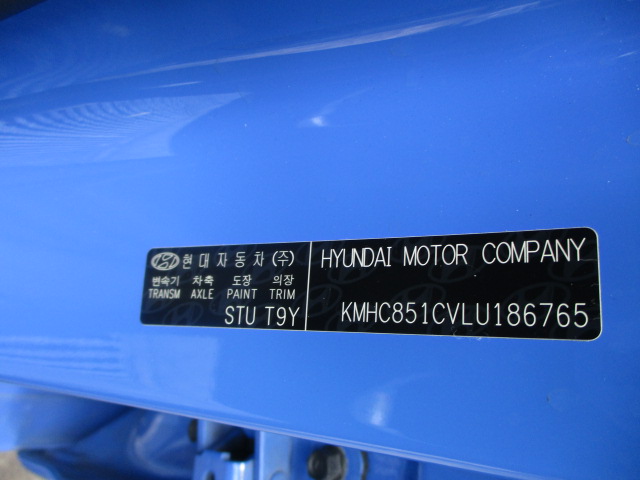 현대자동차(주)
변속기 차축 도장 의장
TRANSM AXLE PAINT TRIM
STU T9Y
HYUNDAI MOTOR COMPANY
KMHC851CVLU186765